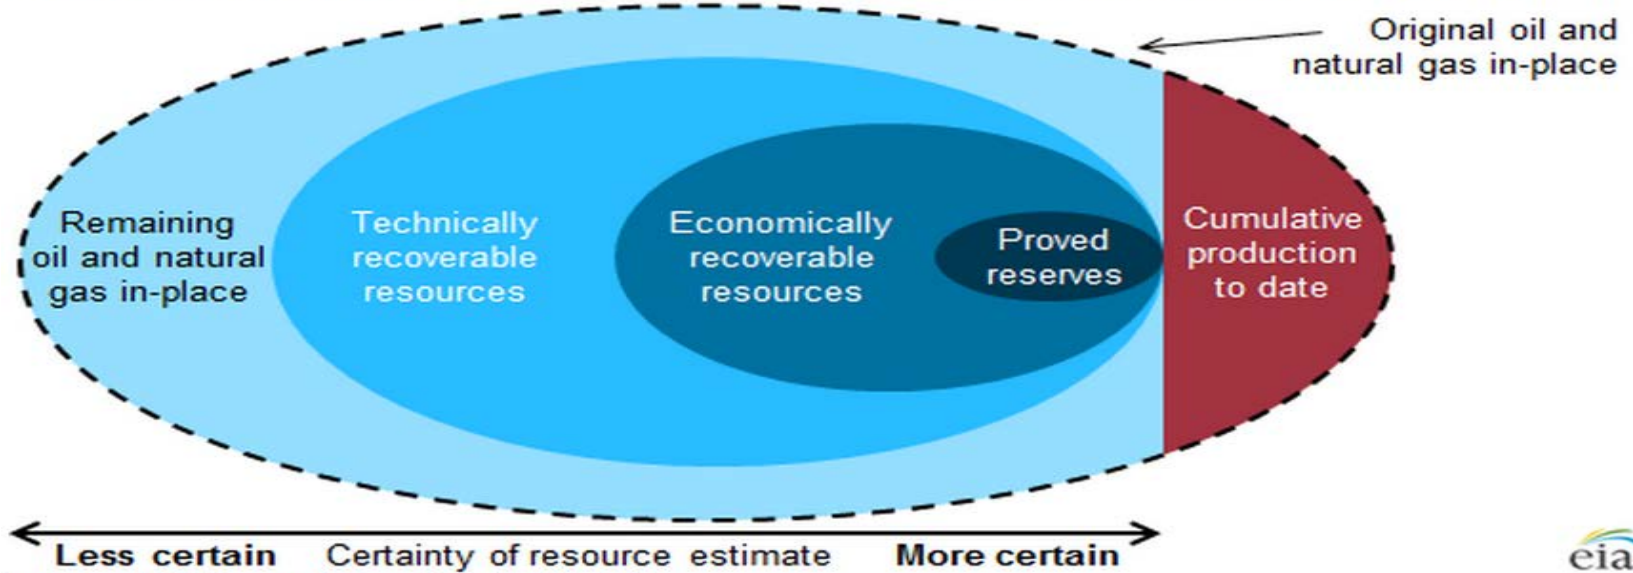 Original oil and
natural gas in-place
Remaining
oil and natural
gas in-place
Technically
recoverable
resources
Economically
recoverable
resources
Proved
reserves
Cumulative
production
to date
Less certain Certainty of resource estimate More certain
eia